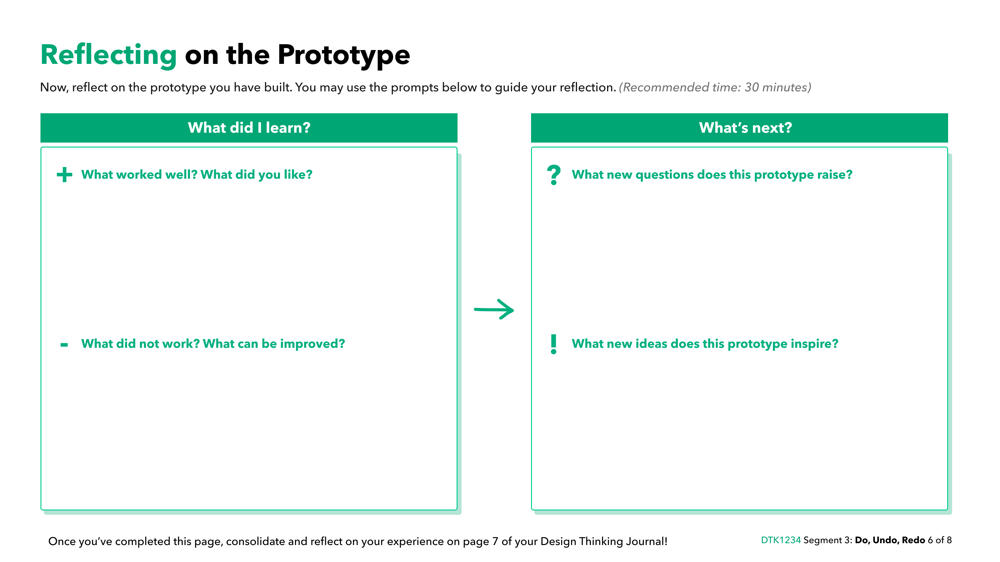 Reflecting on the Prototype
Now, reflect on the prototype you have built. You may use the prompts below to guide your reflection. (Recommended time: 30 minutes)
What did I learn?
+ What worked well? What did you like?
- What did not work? What can be improved?
What’s next?
? What new questions does this prototype raise?
! What new ideas does this prototype inspire?
Once you’ve completed this page, consolidate and reflect on your experience on page 7 of your Design Thinking Journal!
DTK1234 Segment 3: Do, Undo, Redo 6 of 8